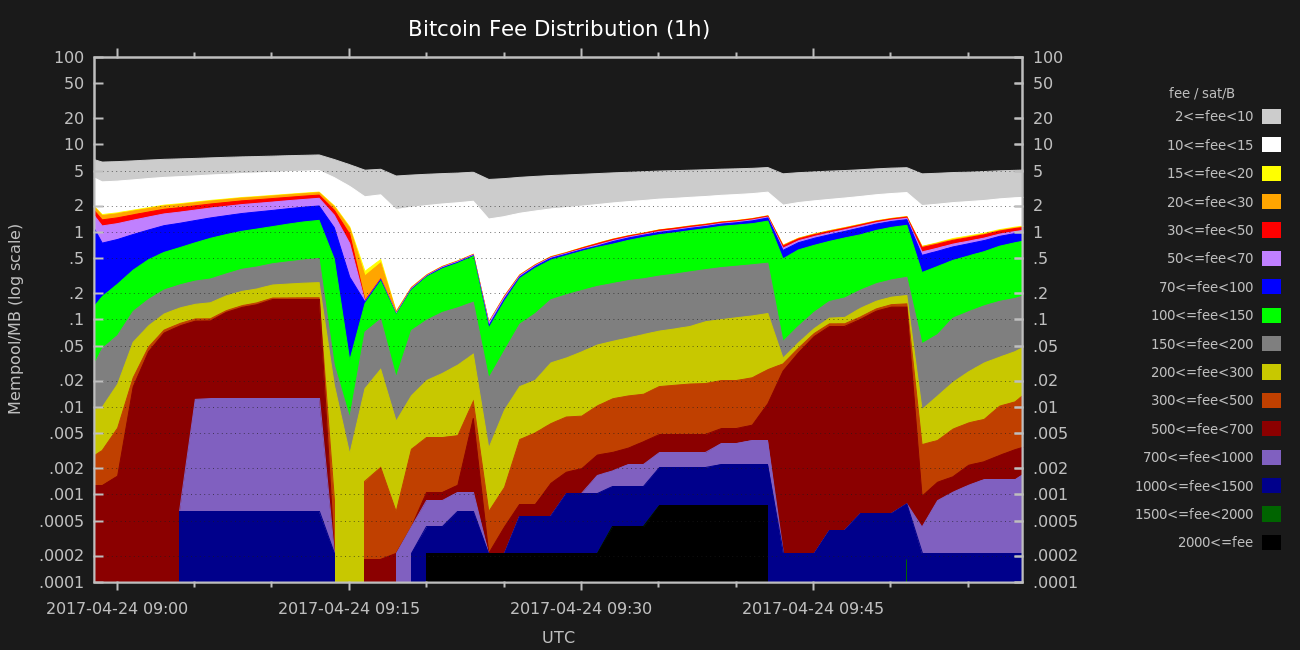 Bitcoin Fee Distribution (1h)
100
50
20
10
5
2
1
.5
.2
.1
.05
.02
.01
.005
.002
.001
.0005
.0002
.0001
Mempool/MB (log scale)
100
50
20
10
5
2
1
.5
.2
.1
.05
.02
.01
.005
.002
.001
.0005
.0002
.0001
2017-04-24 09:00
2017-04-24 09:15
2017-04-24 09:30
2017-04-24 09:45
UTC
fee / sat/B
2<=fee<10
10<=fee<15
15<=fee<20
20<=fee<30
30<=fee<50
50<=fee<70
70<=fee<100
100<=fee<150
150<=fee<200
200<=fee<300
300<=fee<500
500<=fee<700
700<=fee<1000
1000<=fee<1500
1500<=fee<2000
2000<=fee